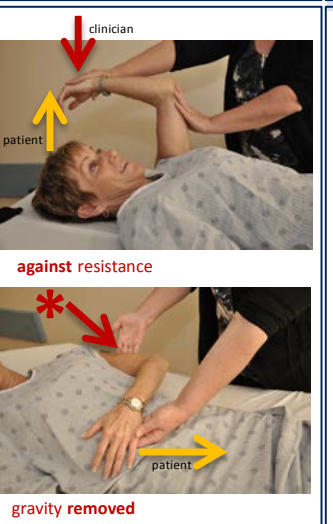 clinician
patient
against resistance
*
patient
gravity removed